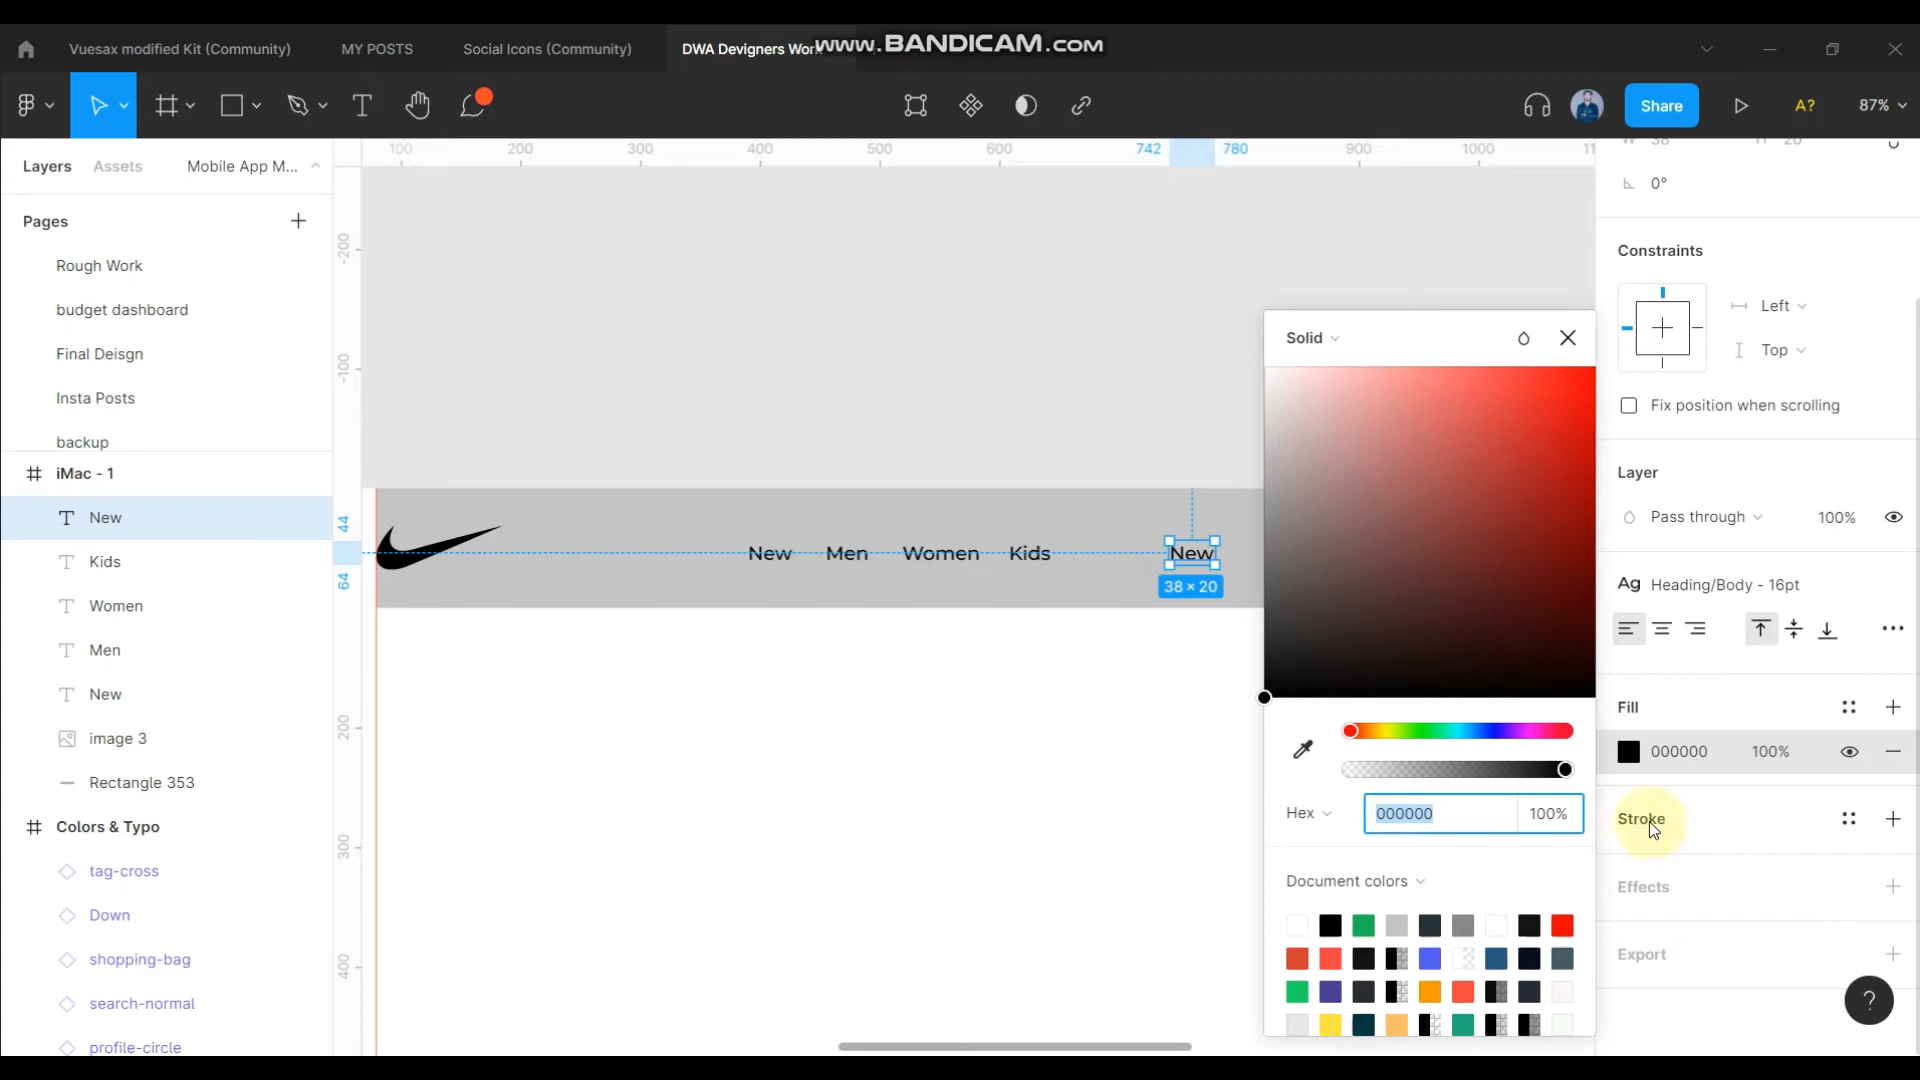 www.BANDICAM.com
Vuesax modified Kit (Community)
MY POSTS
Social Icons (Community)
DWA Devigners Wor
Share
A?
87%
Layers
Assets
Mobile App M...
Pages
Rough Work
budget dashboard
Final Deisgn
Insta Posts
backup
iMac - 1
New
Kids
Women
Men
New
image 3
Rectangle 353
Colors & Typo
tag-cross
Down
shopping-bag
search-normal
profile-circle
100
200
300
400
500
600
742
780
900
1000
-200
-100
44
64
200
300
400
New
Men
Women
Kids
New
38 × 20
Solid
Hex
000000
100%
Document colors
W
38
H
20
0°
Constraints
Left
Top
Fix position when scrolling
Layer
Pass through
100%
Ag
Heading/Body - 16pt
Fill
000000
100%
Stroke
Effects
Export
?